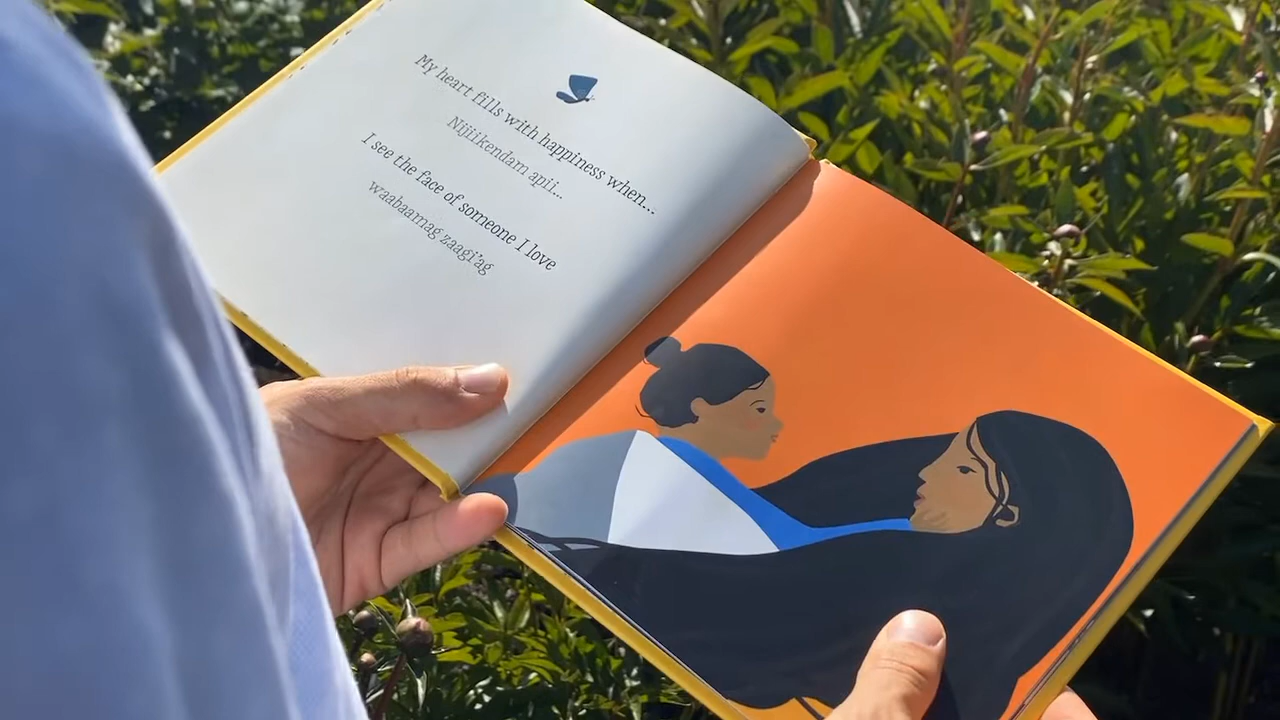 My heart fills with happiness when...
Nijiikendam apii...
I see the face of someone I love
waabaamag zaagi'ag